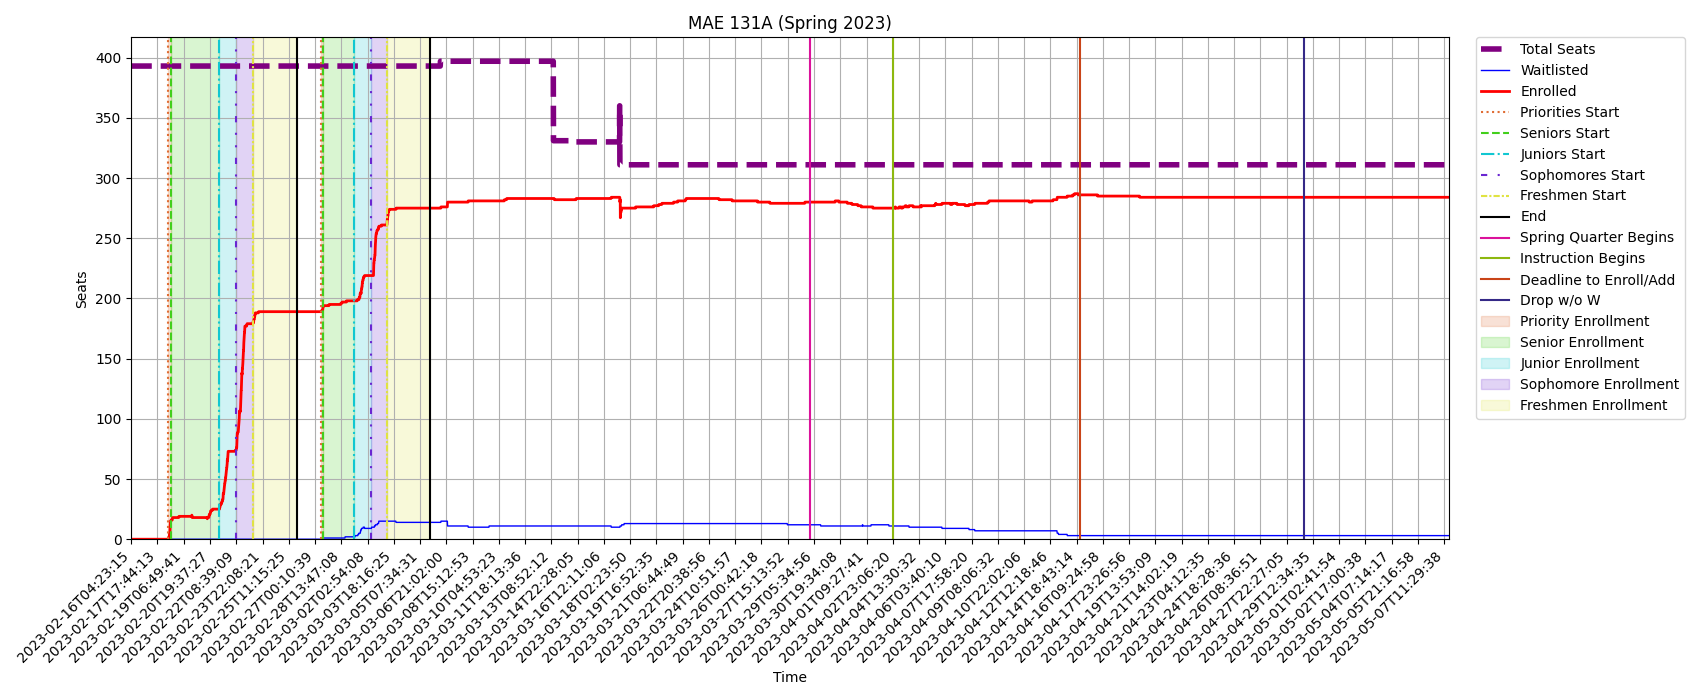 MAE 131A (Spring 2023)
Seats
400
350
300
250
200
150
100
50
0
2023-02-16T04:23:15
2023-02-17T17:44:13
2023-02-19T06:49:41
2023-02-20T19:37:27
2023-02-22T08:39:09
2023-02-23T22:08:21
2023-02-25T11:15:23
2023-02-27T00:10:39
2023-02-28T13:47:08
2023-03-02T02:54:08
2023-03-03T18:16:25
2023-03-05T07:34:31
2023-03-06T21:02:00
2023-03-08T15:12:53
2023-03-10T04:53:23
2023-03-11T18:13:36
2023-03-13T08:52:12
2023-03-14T22:28:05
2023-03-16T12:11:06
2023-03-18T02:23:50
2023-03-19T16:52:35
2023-03-21T06:44:49
2023-03-22T20:38:56
2023-03-24T10:51:57
2023-03-26T00:42:18
2023-03-27T15:13:52
2023-03-29T05:34:56
2023-03-30T19:34:08
2023-04-01T09:27:41
2023-04-02T23:06:20
2023-04-04T13:30:32
2023-04-06T03:40:10
2023-04-07T17:58:20
2023-04-09T08:06:32
2023-04-10T22:02:06
2023-04-12T12:18:46
2023-04-14T18:43:14
2023-04-16T09:24:58
2023-04-17T23:26:56
2023-04-19T13:53:09
2023-04-21T14:02:19
2023-04-23T04:12:35
2023-04-24T18:28:36
2023-04-26T08:36:51
2023-04-27T22:27:05
2023-04-29T12:34:35
2023-05-01T02:41:54
2023-05-02T17:00:38
2023-05-04T07:14:17
2023-05-05T21:16:58
2023-05-07T11:29:38
Time
Total Seats
Waitlisted
Enrolled
Priorities Start
Seniors Start
Juniors Start
Sophomores Start
Freshmen Start
End
Spring Quarter Begins
Instruction Begins
Deadline to Enroll/Add
Drop w/o W
Priority Enrollment
Senior Enrollment
Junior Enrollment
Sophomore Enrollment
Freshmen Enrollment